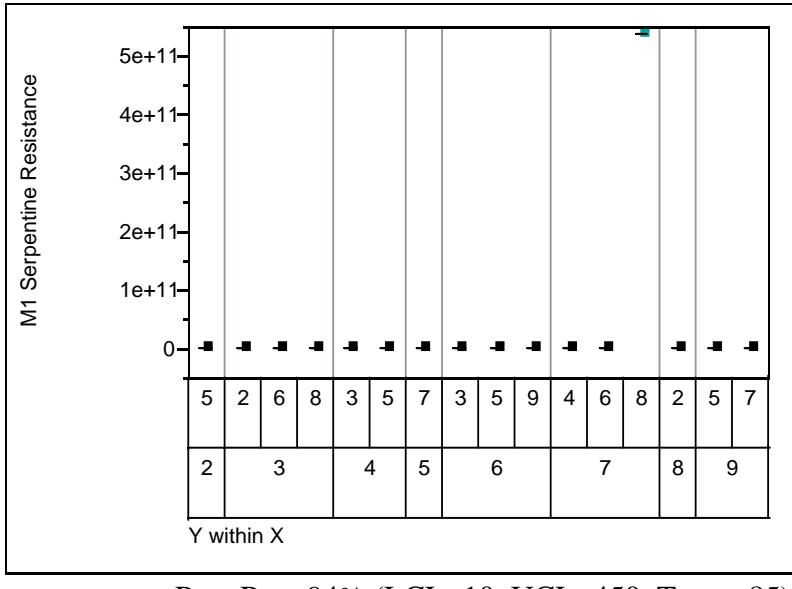 M1 Serpentine Resistance
5e+11
4e+11
3e+11
2e+11
1e+11
0
5 2 6 8 3 5 7 3 5 9 4 6 8 2 5 7
2 3 4 5 6 7 8 9
Y within X